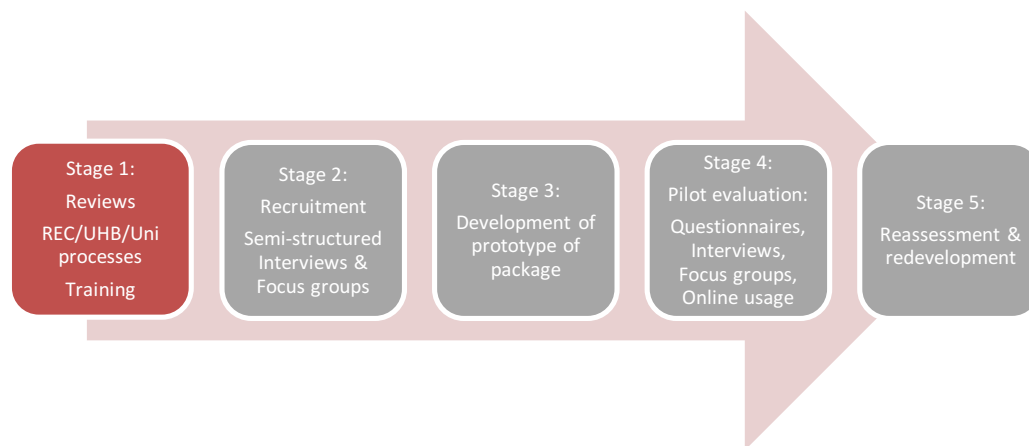 Stage 1:
Reviews
REC/UHB/Uni
processes
Training
Stage 2:
Recruitment
Semi-structured
Interviews &
Focus groups
Stage 3:
Development of
prototype of
package
Stage 4:
Pilot evaluation:
Questionnaires,
Interviews,
Focus groups,
Online usage
Stage 5:
Reassessment &
redevelopment